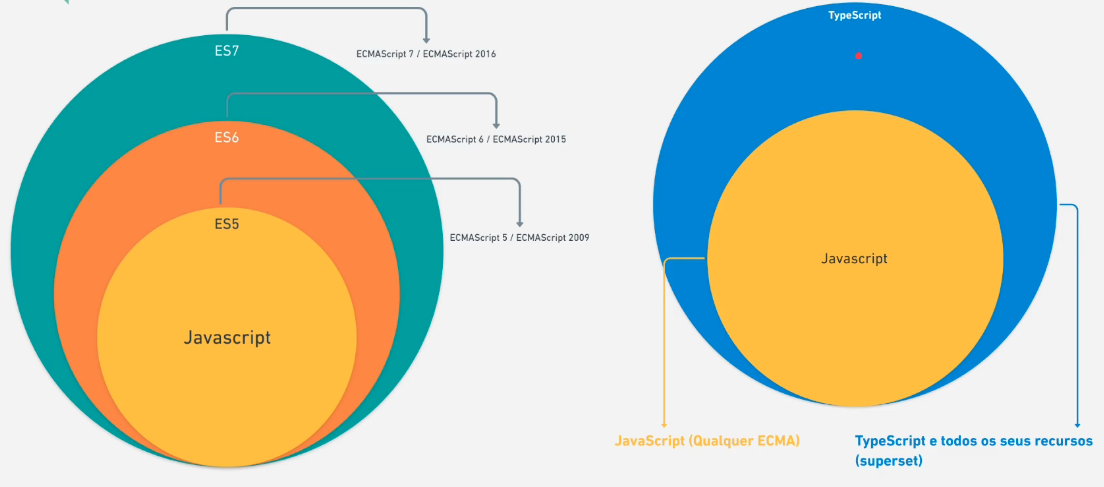 ES7
ECMAScript 7 / ECMAScript 2016
ES6
ECMAScript 6 / ECMAScript 2015
ES5
ECMAScript 5 / ECMAScript 2009
Javascript
TypeScript
Javascript
JavaScript (Qualquer ECMA)
TypeScript e todos os seus recursos
(superset)